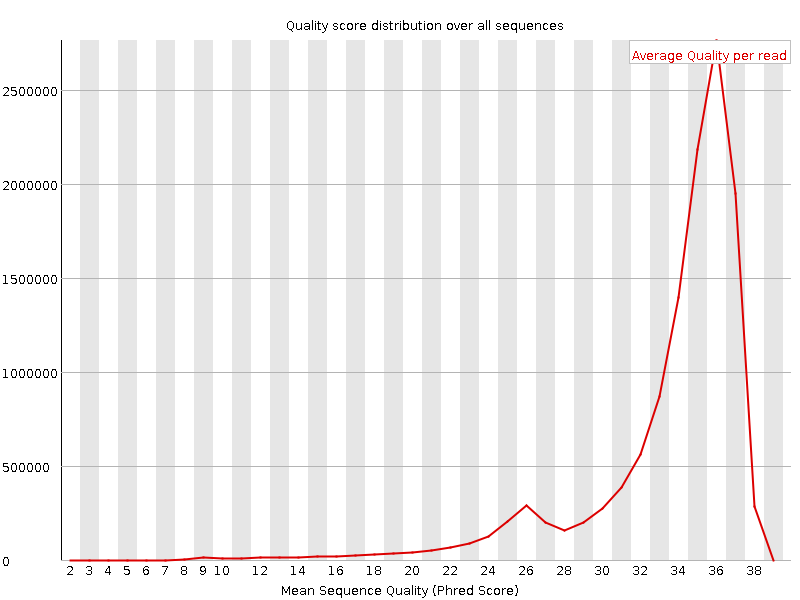 Quality score distribution over all sequences
Average Quality per read
2500000
2000000
1500000
1000000
500000
0
2 3 4 5 6 7 8 9 10 12 14 16 18 20 22 24 26 28 30 32 34 36 38
Mean Sequence Quality (Phred Score)